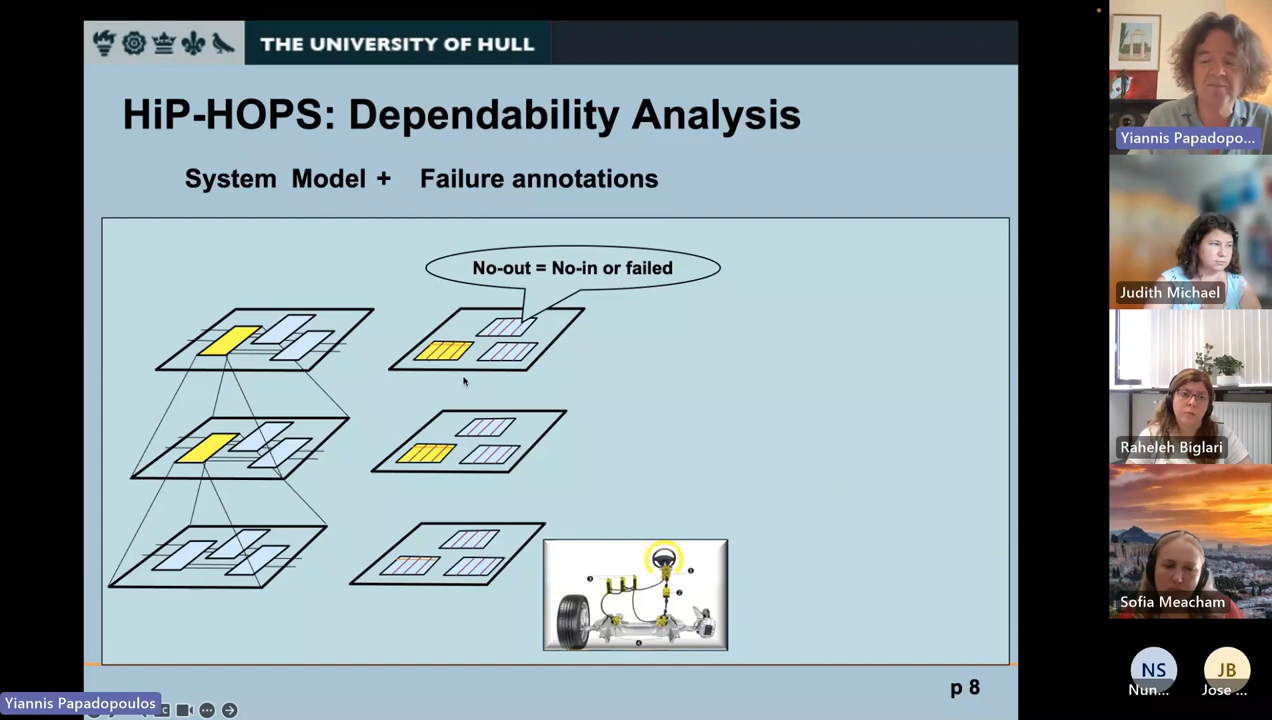 THE UNIVERSITY OF HULL
HiP-HOPS: Dependability Analysis
System Model + Failure annotations
No-out = No-in or failed
p 8
Yiannis Papadopoulos
Yiannis Papadopo...
Judith Michael
Raheleh Biglari
Sofia Meacham
NS
JB
Nun...
Jose ...